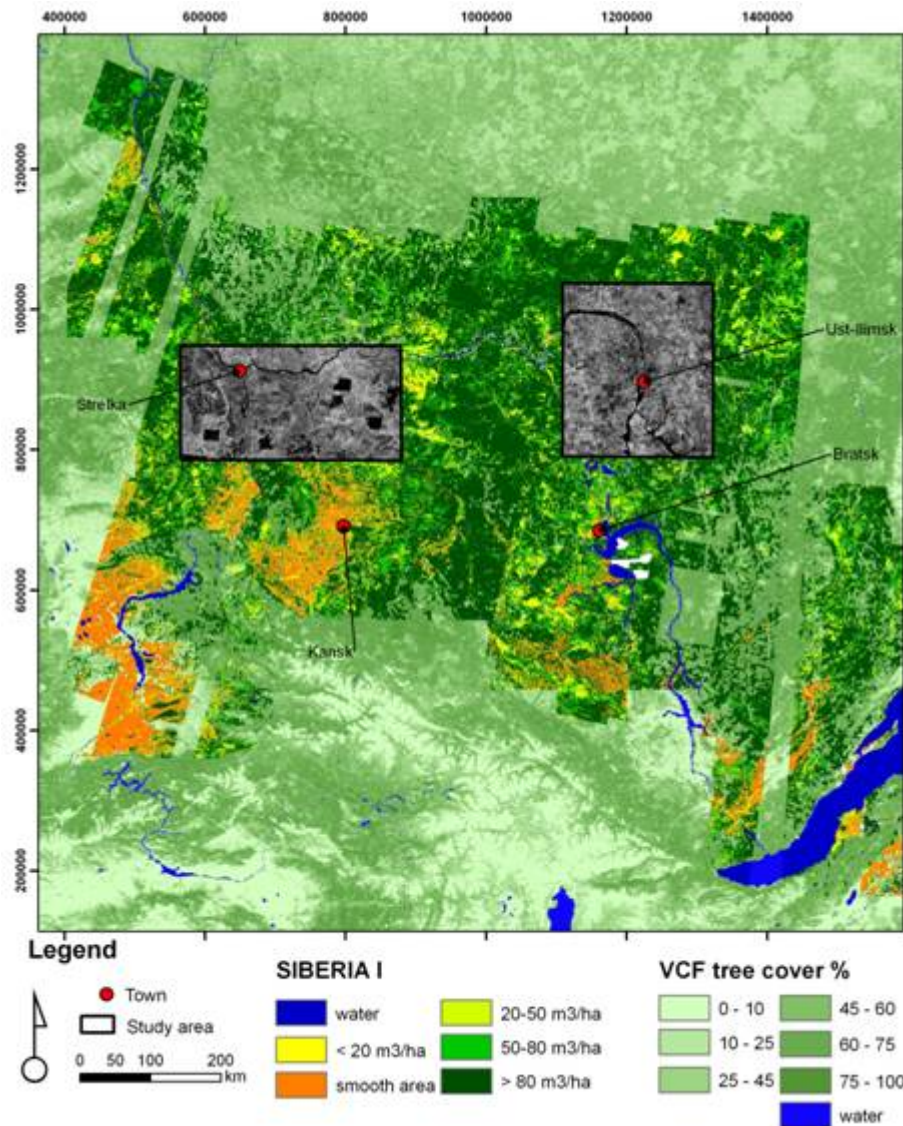 400000 600000 800000 1000000 1200000 1400000
1200000
1000000
800000
600000
400000
200000
Ust-Ilimsk
Strelka
Bratsk
Kansk
Legend
Town
Study area
0 50 100 200
km
SIBERIA I
water
< 20 m3/ha
smooth area
20-50 m3/ha
50-80 m3/ha
> 80 m3/ha
VCF tree cover %
0 - 10
10 - 25
25 - 45
45 - 60
60 - 75
75 - 100
water